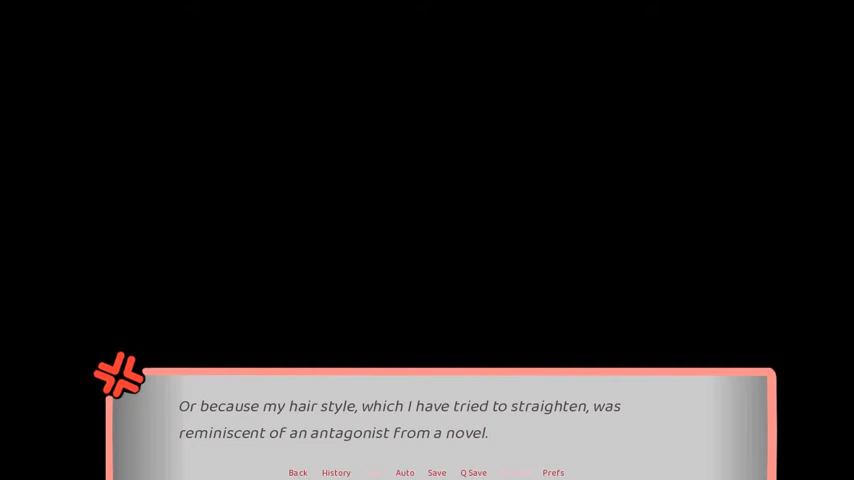 Or because my hair style, which I have tried to straighten, was
reminiscent of an antagonist from a novel.
Back History Auto Save Q.Save Prefs